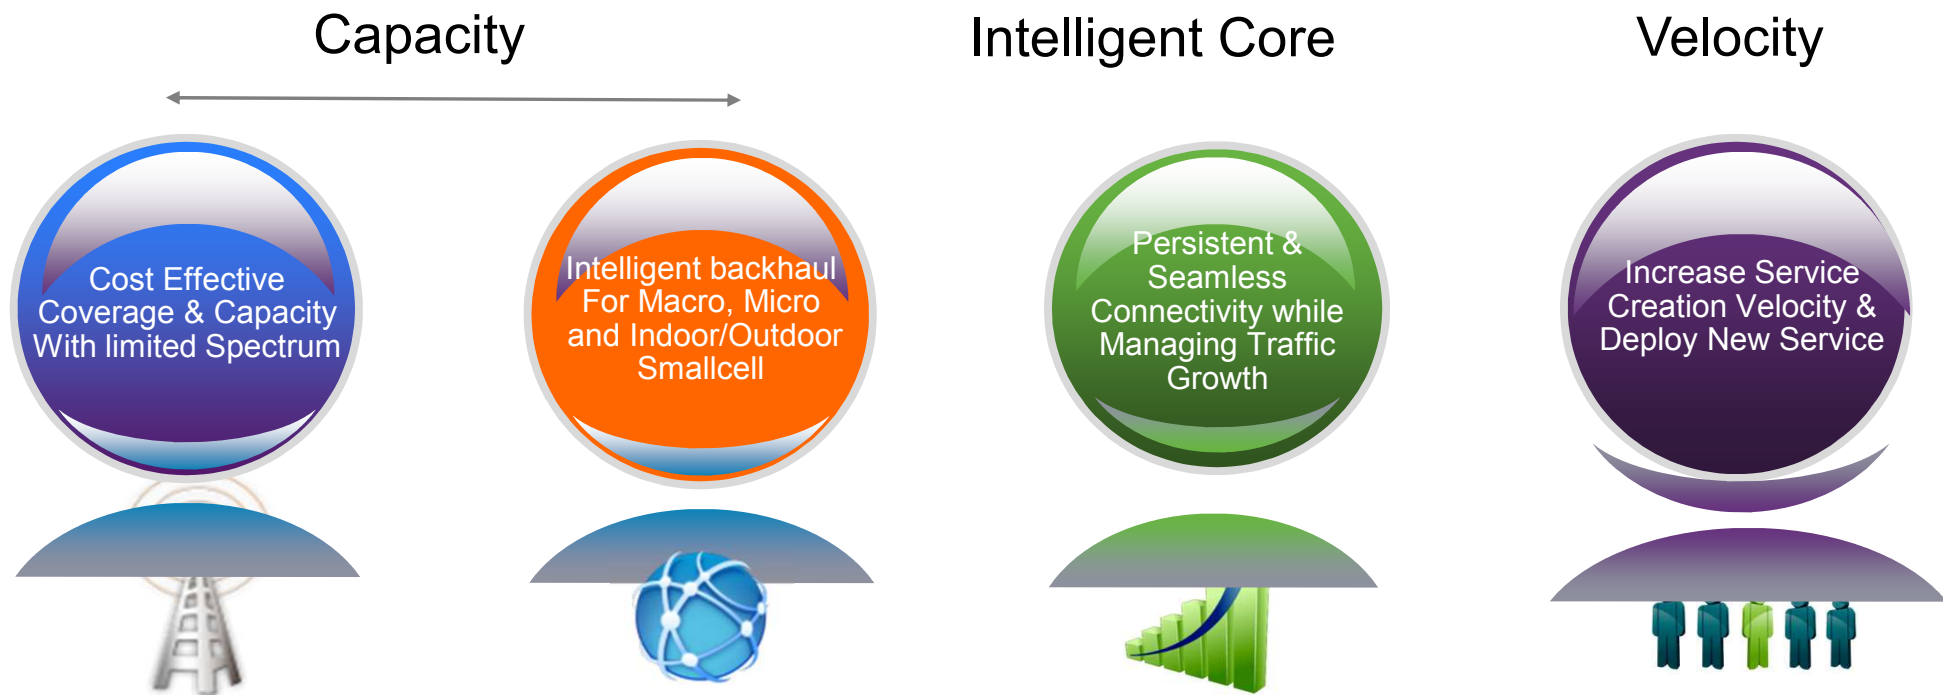 Capacity
Intelligent Core
Velocity
Cost Effective
Coverage & Capacity
With limited Spectrum
Intelligent backhaul
For Macro, Micro
and Indoor/Outdoor
Smallcell
Persistent &
Seamless
Connectivity while
Managing Traffic
Growth
Increase Service
Creation Velocity &
Deploy New Service